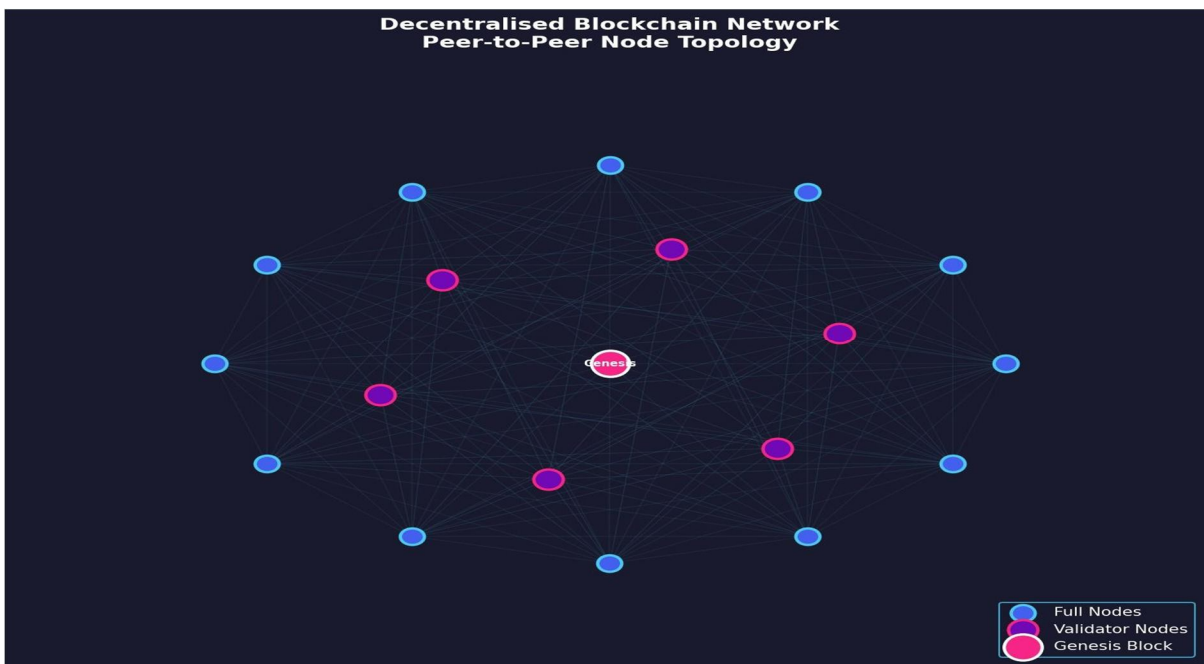 Decentralised Blockchain Network
Peer-to-Peer Node Topology
Genesis
Full Nodes
Validator Nodes
Genesis Block